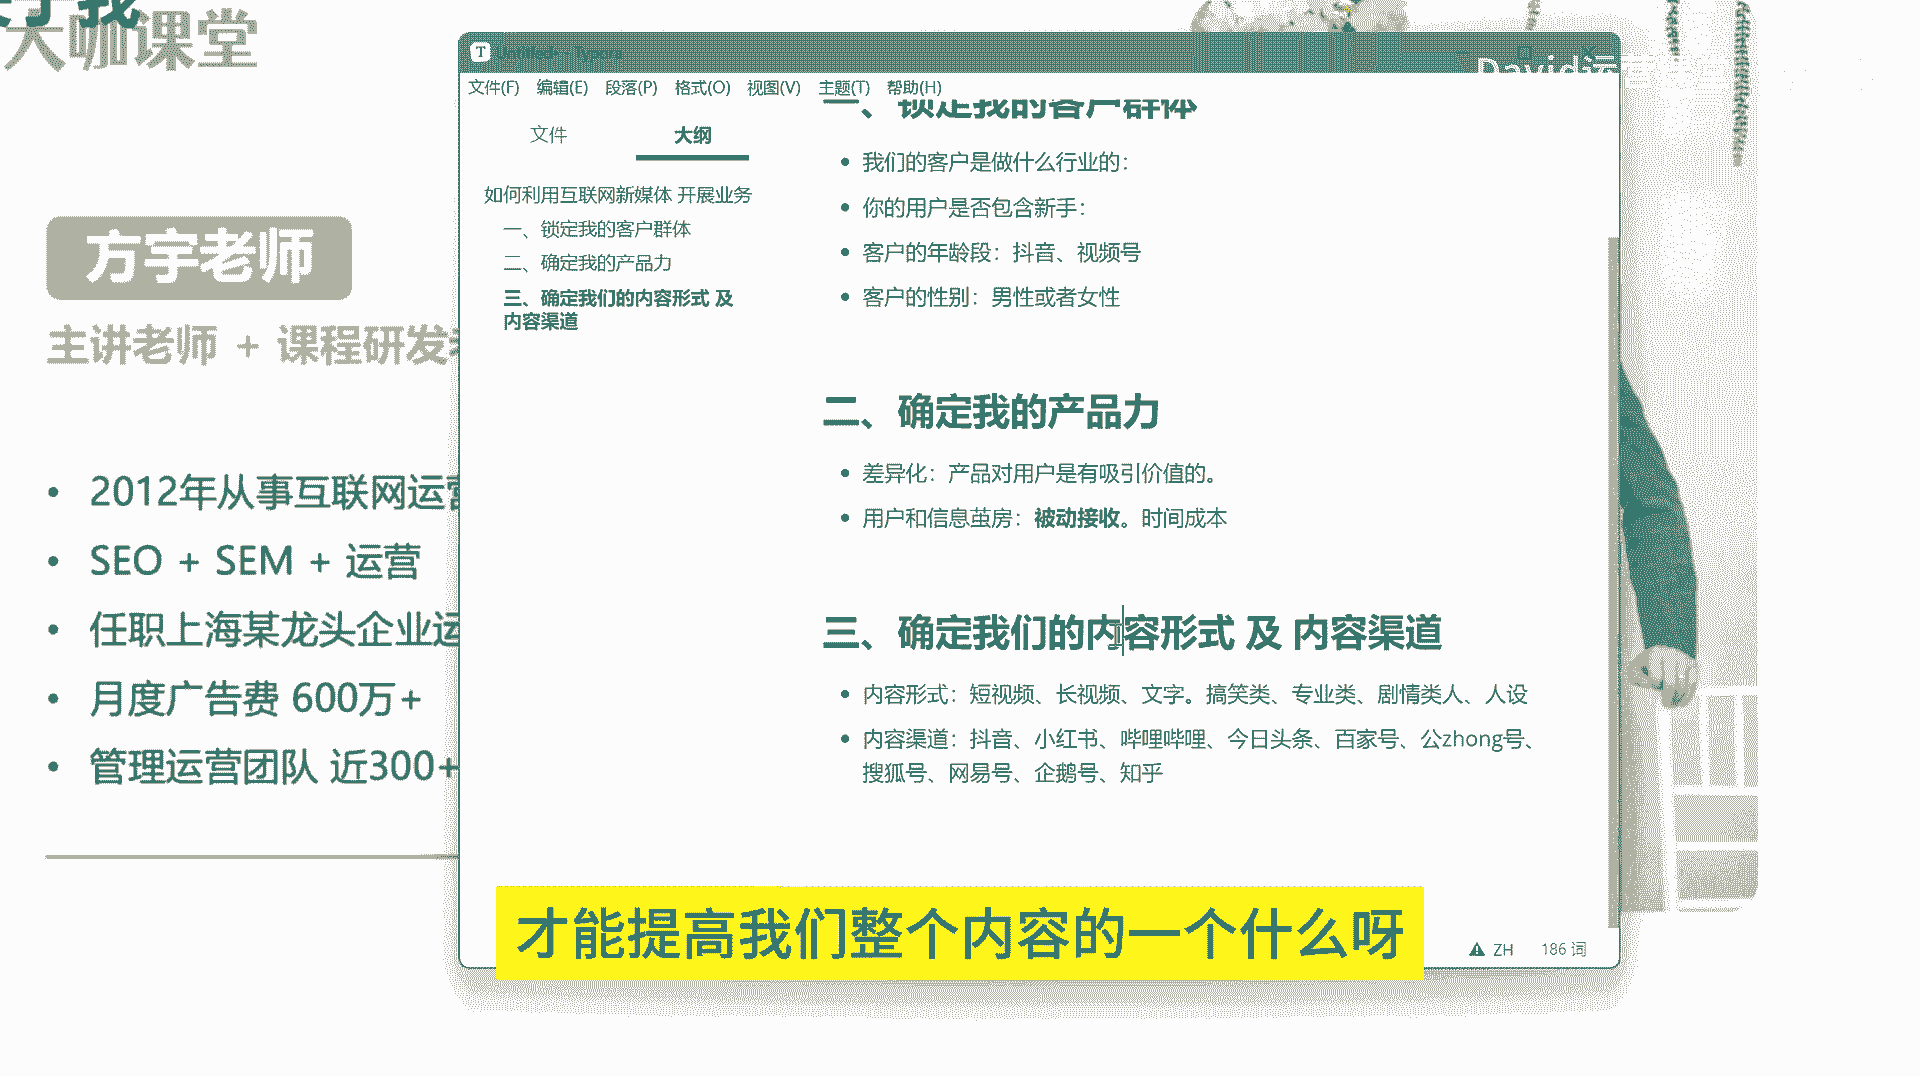 大咖课堂
方宇老师
主讲老师 + 课程研发
2012年从事互联网运营
SEO + SEM + 运营
任职上海某龙头企业运
月度广告费 600万+
管理运营团队 近300+
文件(F) 编辑(E) 段落(P) 格式(O) 视图(V) 主题(T) 帮助(H)
文件 大纲
如何利用互联网新媒体 开展业务
一、锁定我的客户群体
二、确定我的产品力
三、确定我们的内容形式 及
内容渠道
一、锁定我的客户群体
我们的客户是做什么行业的：
你的用户是否包含新手：
客户的年龄段：抖音、视频号
客户的性别：男性或者女性
二、确定我的产品力
差异化：产品对用户是有吸引价值的。
用户和信息茧房：被动接收。时间成本
三、确定我们的内容形式 及 内容渠道
内容形式：短视频、长视频、文字。搞笑类、专业类、剧情类人、人设
内容渠道：抖音、小红书、哔哩哔哩、今日头条、百家号、公zhong号、
搜狐号、网易号、企鹅号、知乎
ZH 186 词
才能提高我们整个内容的一个什么呀